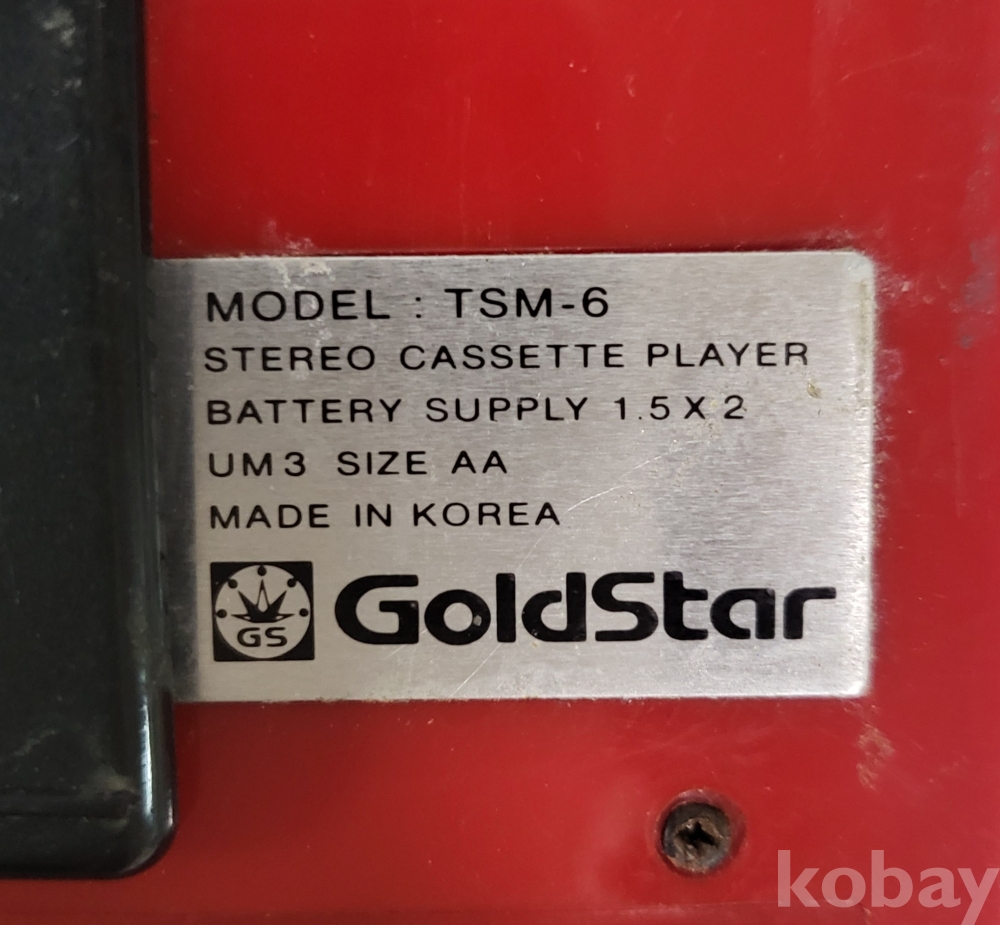 MODEL : TSM-6
STEREO CASSETTE PLAYER
BATTERY SUPPLY 1.5 X 2
UM3 SIZE AA
MADE IN KOREA
GS GoldStar
kobay